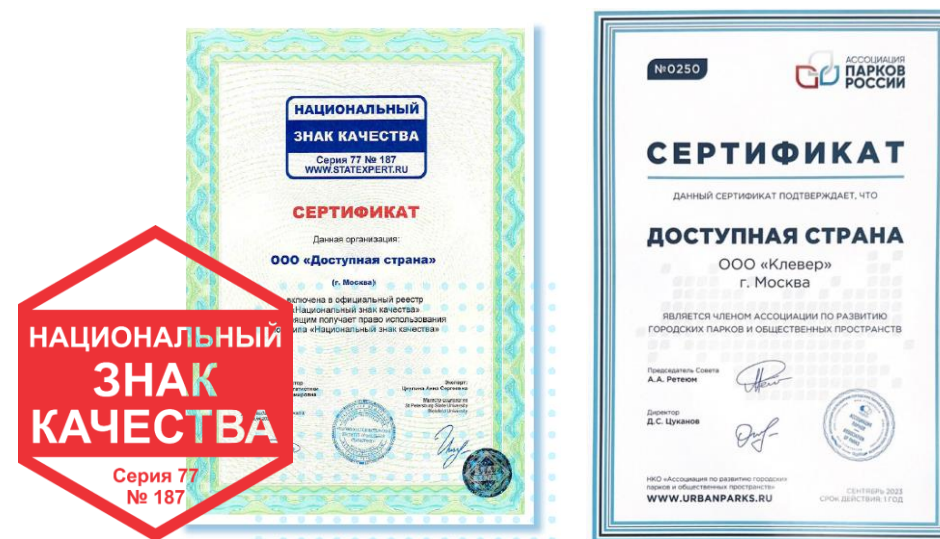 НАЦИОНАЛЬНЫЙ
ЗНАК КАЧЕСТВА
Серия 77 № 187
WWW.STATEXPERT.RU
СЕРТИФИКАТ
Данная организация:
ООО «Доступная страна»
(г. Москва)
включена в официальный реестр
«Национальный знак качества»
получает право использования
«Национальный знак качества»
Эксперт:
НАЦИОНАЛЬНЫЙ
ЗНАК
КАЧЕСТВА
Серия 77
№ 187
№0250
АССОЦИАЦИЯ
ПАРКОВ
РОССИИ
СЕРТИФИКАТ
ДАННЫЙ СЕРТИФИКАТ ПОДТВЕРЖДАЕТ, ЧТО
ДОСТУПНАЯ СТРАНА
ООО «Клевер»
г. Москва
ЯВЛЯЕТСЯ ЧЛЕНОМ АССОЦИАЦИИ ПО РАЗВИТИЮ
ГОРОДСКИХ ПАРКОВ И ОБЩЕСТВЕННЫХ ПРОСТРАНСТВ
Председатель Совета
А.А. Ретеюм
Директор
Д.С. Цуканов
НКО «Ассоциация по развитию городских
парков и общественных пространств»
WWW.URBANPARKS.RU
СЕНТЯБРЬ 2023
СРОК ДЕЙСТВИЯ: 1 ГОД